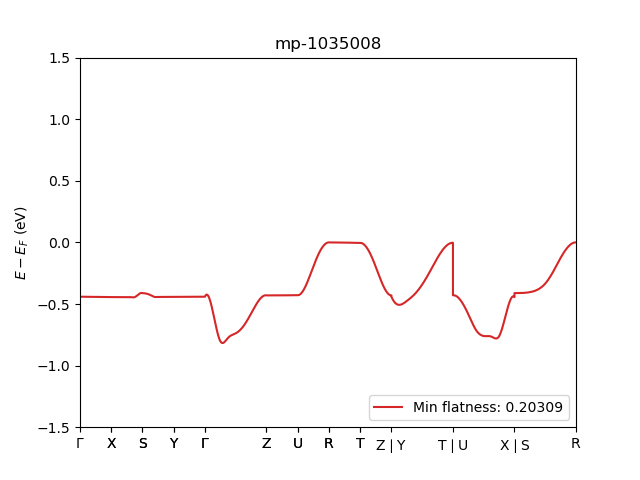 mp-1035008
E − E_F (eV)
1.5
1.0
0.5
0.0
−0.5
−1.0
−1.5
Min flatness: 0.20309
Γ X S Y Γ Z U R T Z | Y T | U X | S R